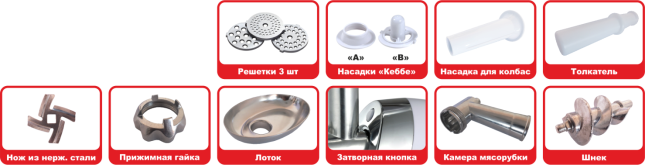 «A» «B»
Решетки 3 шт
Насадки «Кеббе»
Насадка для колбас
Толкатель
Нож из нерж. стали
Прижимная гайка
Лоток
Затворная кнопка
Камера мясорубки
Шнек